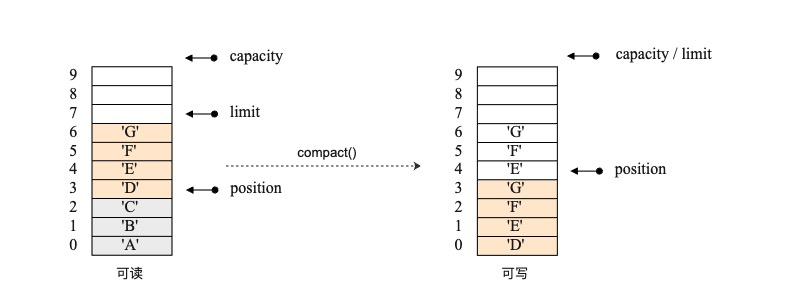 capacity
9
8
7
limit
6 'G'
5 'F'
4 'E'
3 'D'
position
2 'C'
1 'B'
0 'A'
可读
compact()
capacity / limit
9
8
7
6 'G'
5 'F'
4 'E'
position
3 'G'
2 'F'
1 'E'
0 'D'
可写